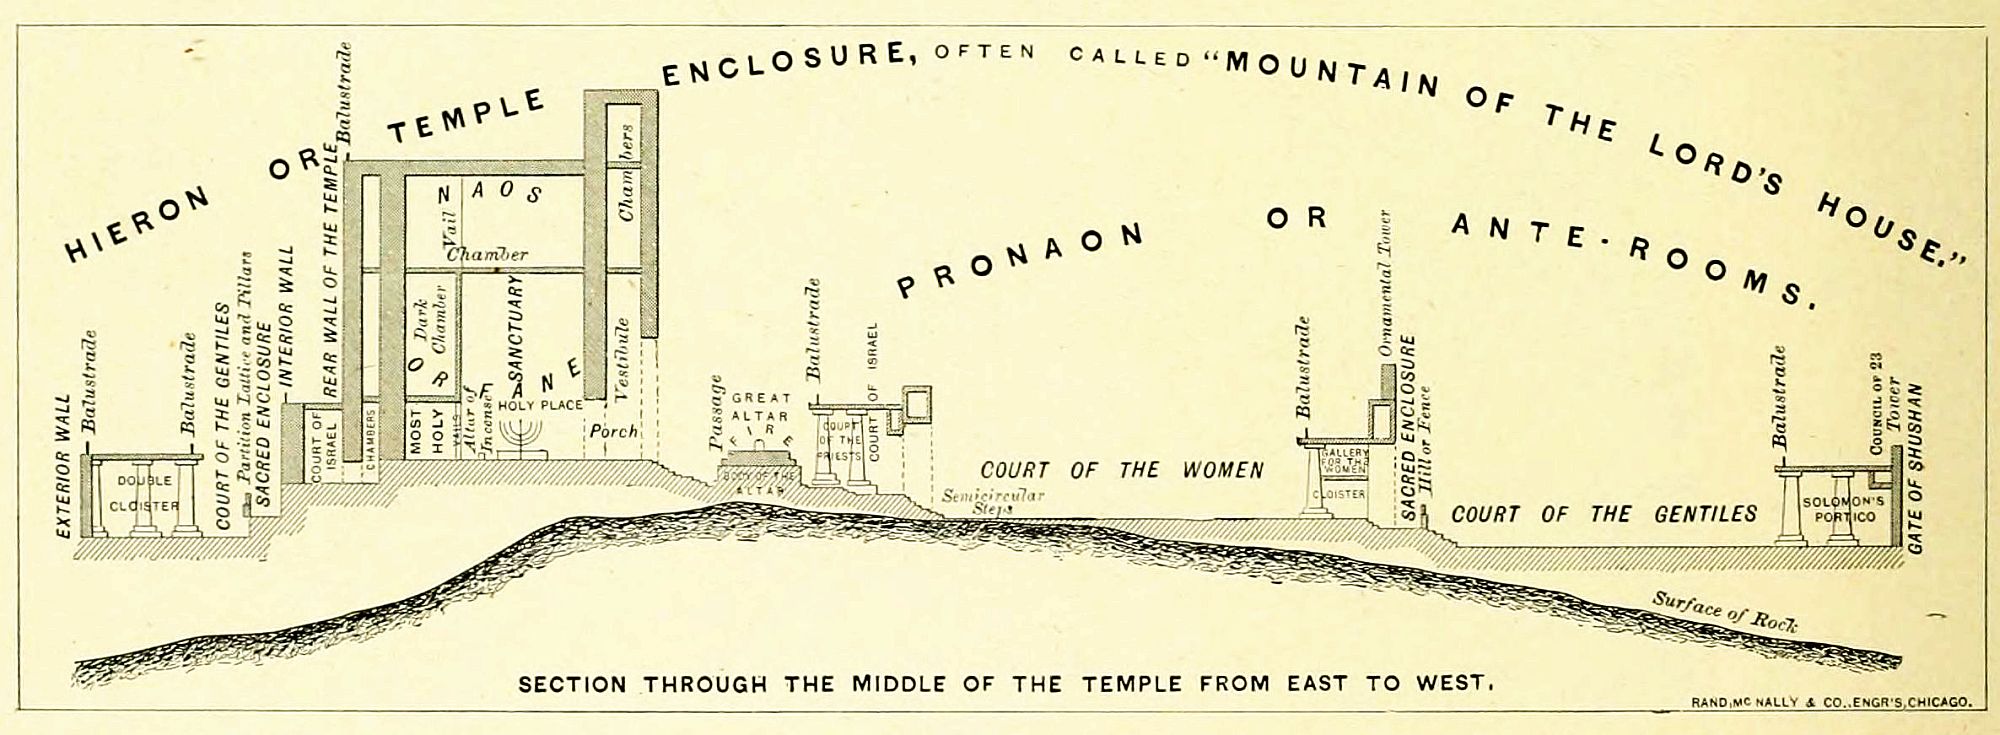 HIERON OR TEMPLE ENCLOSURE, OFTEN CALLED "MOUNTAIN OF THE LORD'S HOUSE."
PRONAON OR ANTE-ROOMS.
EXTERIOR WALL
Balustrade
DOUBLE
CLOISTER
Balustrade
COURT OF THE GENTILES
Partition Lattice and Pillars
SACRED ENCLOSURE
INTERIOR WALL
COURT OF
ISRAEL
REAR WALL OF THE TEMPLE
Balustrade
CHAMBERS
NAOS
Vail
Chamber
OR
Dark
Chamber
MOST
HOLY
VAILS
Altar of
Incense
SANCTUARY
FANE
HOLY PLACE
Chambers
Vestibule
Porch
Passage
GREAT
ALTAR
FIRE
BODY OF THE
ALTAR
Balustrade
COURT
OF THE
PRIESTS
COURT OF ISRAEL
Semicircular
Steps
COURT OF THE WOMEN
Balustrade
GALLERY
FOR THE
WOMEN
CLOISTER
Ornamental Tower
SACRED ENCLOSURE
Hill or Fence
COURT OF THE GENTILES
Balustrade
SOLOMON'S
PORTICO
COUNCIL OF 23
Tower
GATE OF SHUSHAN
Surface of Rock
SECTION THROUGH THE MIDDLE OF THE TEMPLE FROM EAST TO WEST.
RAND, MC NALLY & CO., ENGR'S, CHICAGO.